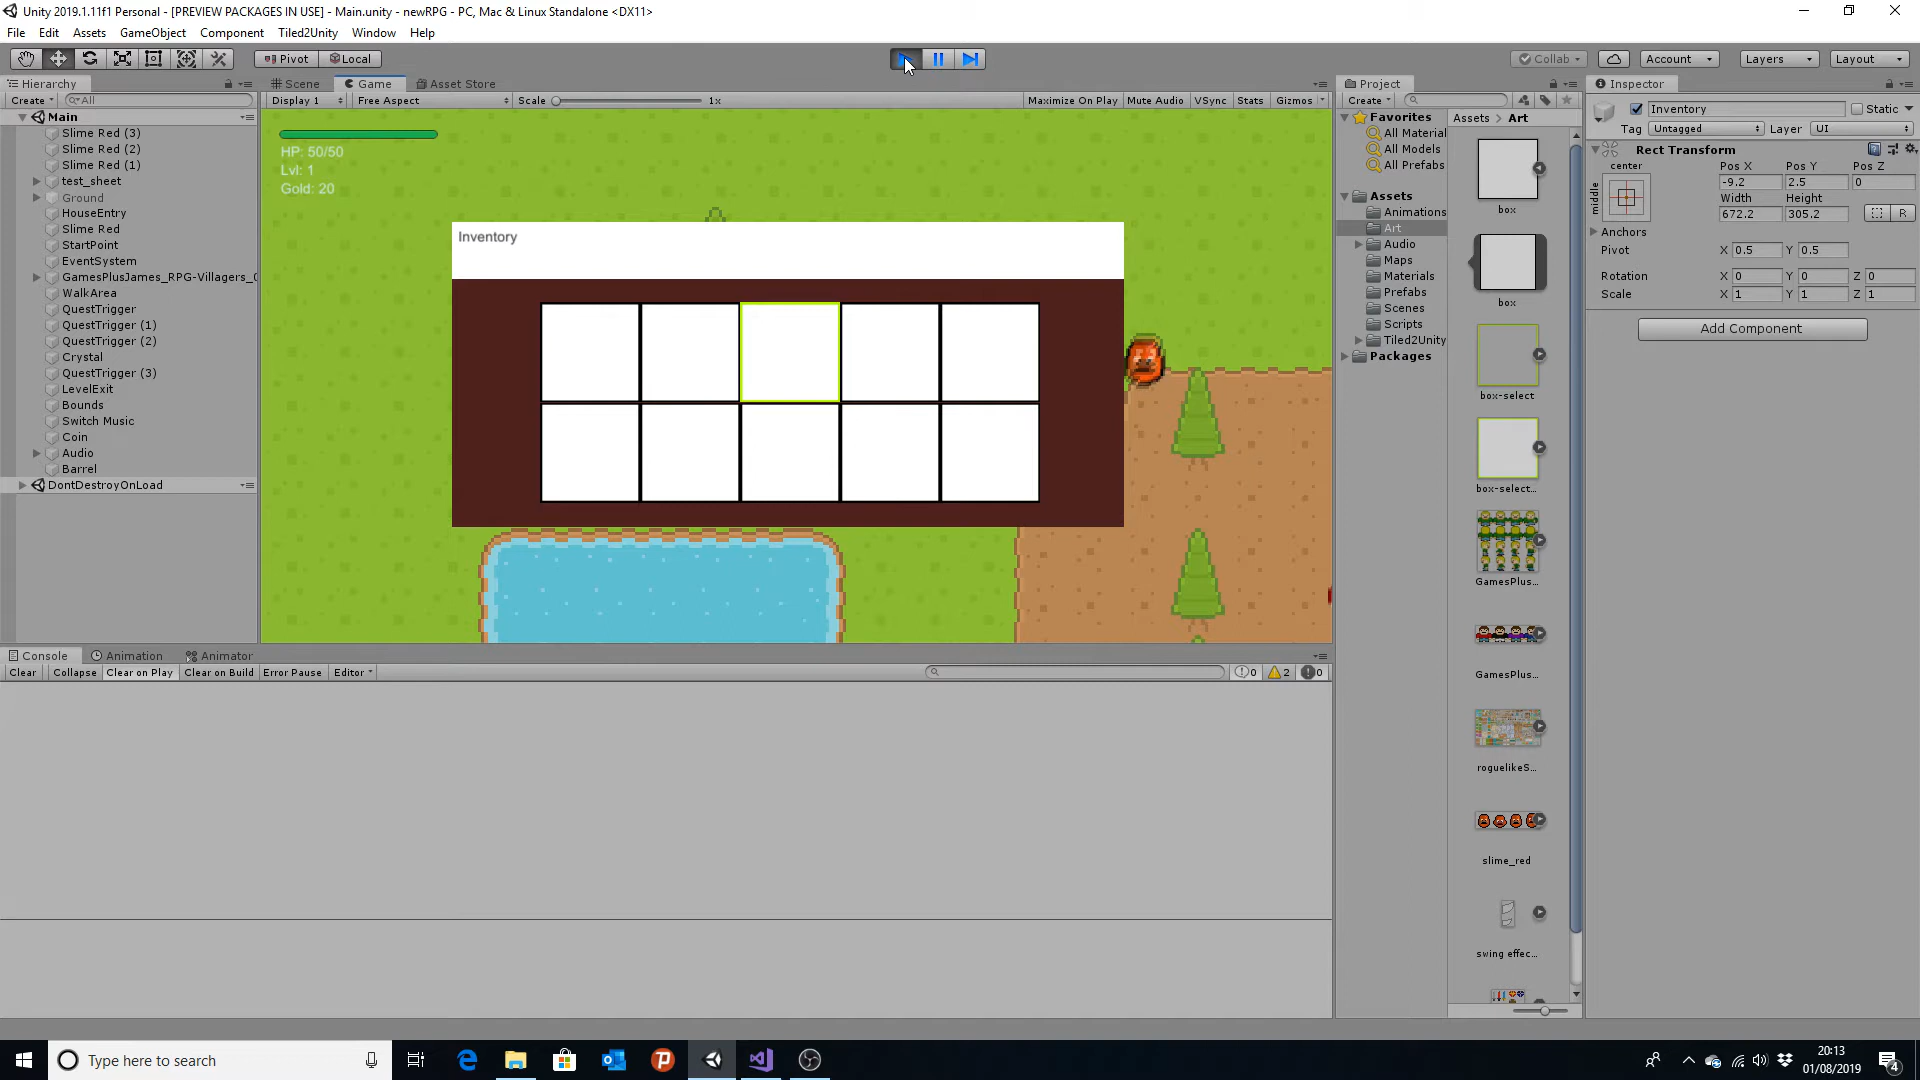 Unity 2019.1.11f1 Personal - [PREVIEW PACKAGES IN USE] - Main.unity - newRPG - PC, Mac & Linux Standalone <DX11>
File Edit Assets GameObject Component Tiled2Unity Window Help
Pivot Local Collab Account Layers Layout
Hierarchy
Create All
Main
Slime Red (3)
Slime Red (2)
Slime Red (1)
test_sheet
Ground
HouseEntry
Slime Red
StartPoint
EventSystem
GamesPlusJames_RPG-Villagers_
WalkArea
QuestTrigger
QuestTrigger (1)
QuestTrigger (2)
Crystal
QuestTrigger (3)
LevelExit
Bounds
Switch Music
Coin
Audio
Barrel
DontDestroyOnLoad
Scene Game Asset Store
Display 1 Free Aspect Scale 1x Maximize On Play Mute Audio VSync Stats Gizmos
HP: 50/50
Lvl: 1
Gold: 20
Inventory
Console Animation Animator
Clear Collapse Clear on Play Clear on Build Error Pause Editor 0 2 0
Project
Create
Favorites
All Material
All Models
All Prefabs
Assets
Animations
Art
Audio
Maps
Materials
Prefabs
Scenes
Scripts
Tiled2Unity
Packages
Assets > Art
box
box
box-select
box-select...
GamesPlus...
GamesPlus...
roguelikeS...
slime_red
swing effec...
Inspector
Inventory Static
Tag Untagged Layer UI
Rect Transform
center Pos X Pos Y Pos Z
middle -9.2 2.5 0
Width Height
672.2 305.2 R
Anchors
Pivot X 0.5 Y 0.5
Rotation X 0 Y 0 Z 0
Scale X 1 Y 1 Z 1
Add Component
Type here to search
20:13
01/08/2019
4